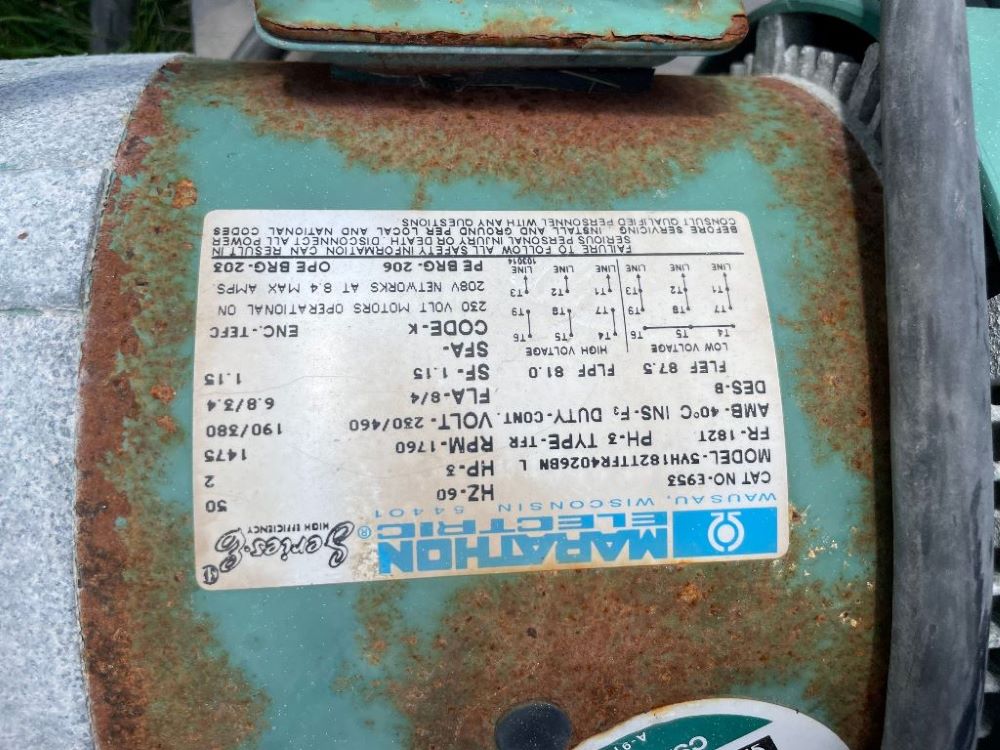 MARATHON
ELECTRIC®
WAUSAU, WISCONSIN 54401
Series-E
HIGH EFFICIENCY
CAT NO-E953 HZ-60 50
MODEL-5VH182TTFR4026BN L HP-3 2
FR-182T PH-3 TYPE-TFR RPM-1760 1475
AMB-40°C INS-F3 DUTY-CONT. VOLT-230/460 190/380
DES-B FLA-8/4 6.8/3.4
FLEF 87.5 FLPF 81.0 SF-1.15 1.15
SFA-
LOW VOLTAGE HIGH VOLTAGE
CODE-K ENC.-TEFC
T4 T5 T6 T4 T5 T6
T7 T8 T9 T7 T8 T9
T1 T2 T3 T1 T2 T3
LINE LINE LINE LINE LINE LINE
103014
230 VOLT MOTORS OPERATIONAL ON
208V NETWORKS AT 8.4 MAX AMPS.
PE BRG-206 OPE BRG-203
FAILURE TO FOLLOW ALL SAFETY INFORMATION CAN RESULT IN
SERIOUS PERSONAL INJURY OR DEATH. DISCONNECT ALL POWER
BEFORE SERVICING. INSTALL AND GROUND PER LOCAL AND NATIONAL CODES
CONSULT QUALIFIED PERSONNEL WITH ANY QUESTIONS